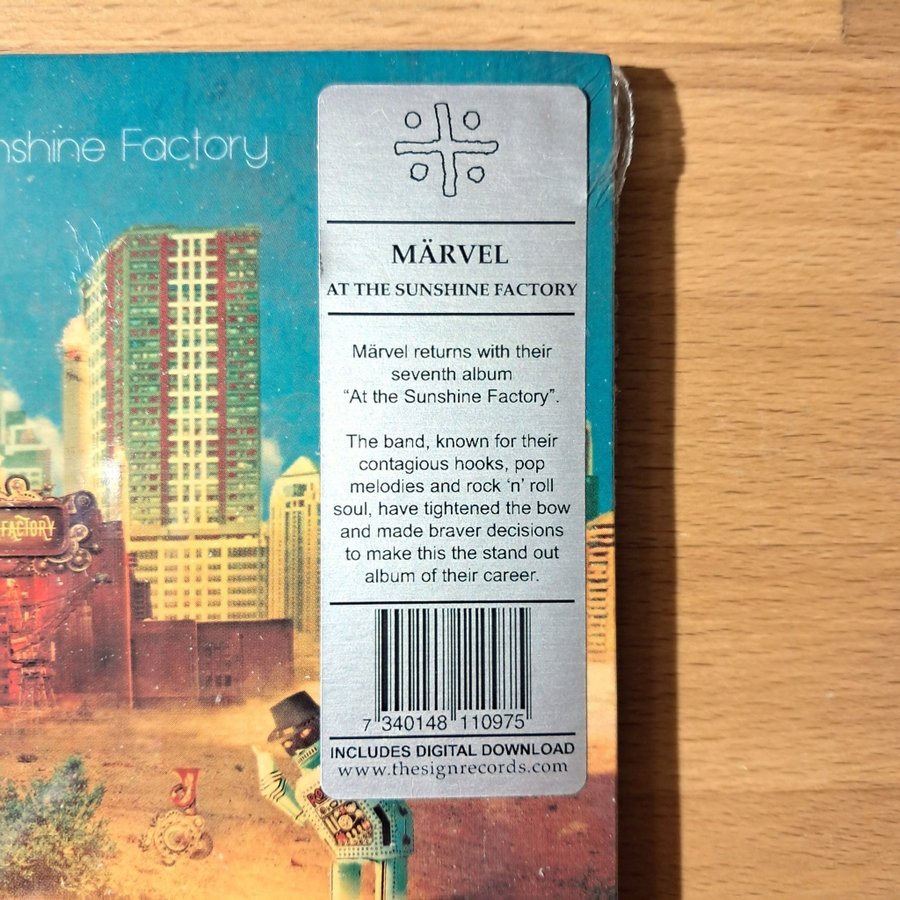 nshine Factory
MÄRVEL
AT THE SUNSHINE FACTORY
Märvel returns with their
seventh album
“At the Sunshine Factory”.
The band, known for their
contagious hooks, pop
melodies and rock ‘n’ roll
soul, have tightened the bow
and made braver decisions
to make this the stand out
album of their career.
7 340148 110975
INCLUDES DIGITAL DOWNLOAD
www.thesignrecords.com
FACTORY